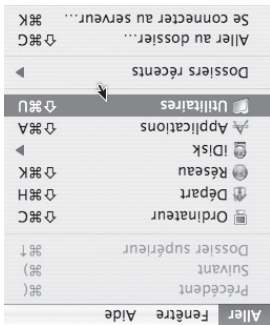 Aller Fenêtre Aide
Précédent ⌘(
Suivant ⌘)
Dossier supérieur ⌘↑
Ordinateur ⇧⌘C
Départ ⇧⌘H
Réseau ⇧⌘K
iDisk ▶
Applications ⇧⌘A
Utilitaires ⇧⌘U
Dossiers récents ▶
Aller au dossier... ⇧⌘G
Se connecter au serveur... ⌘K